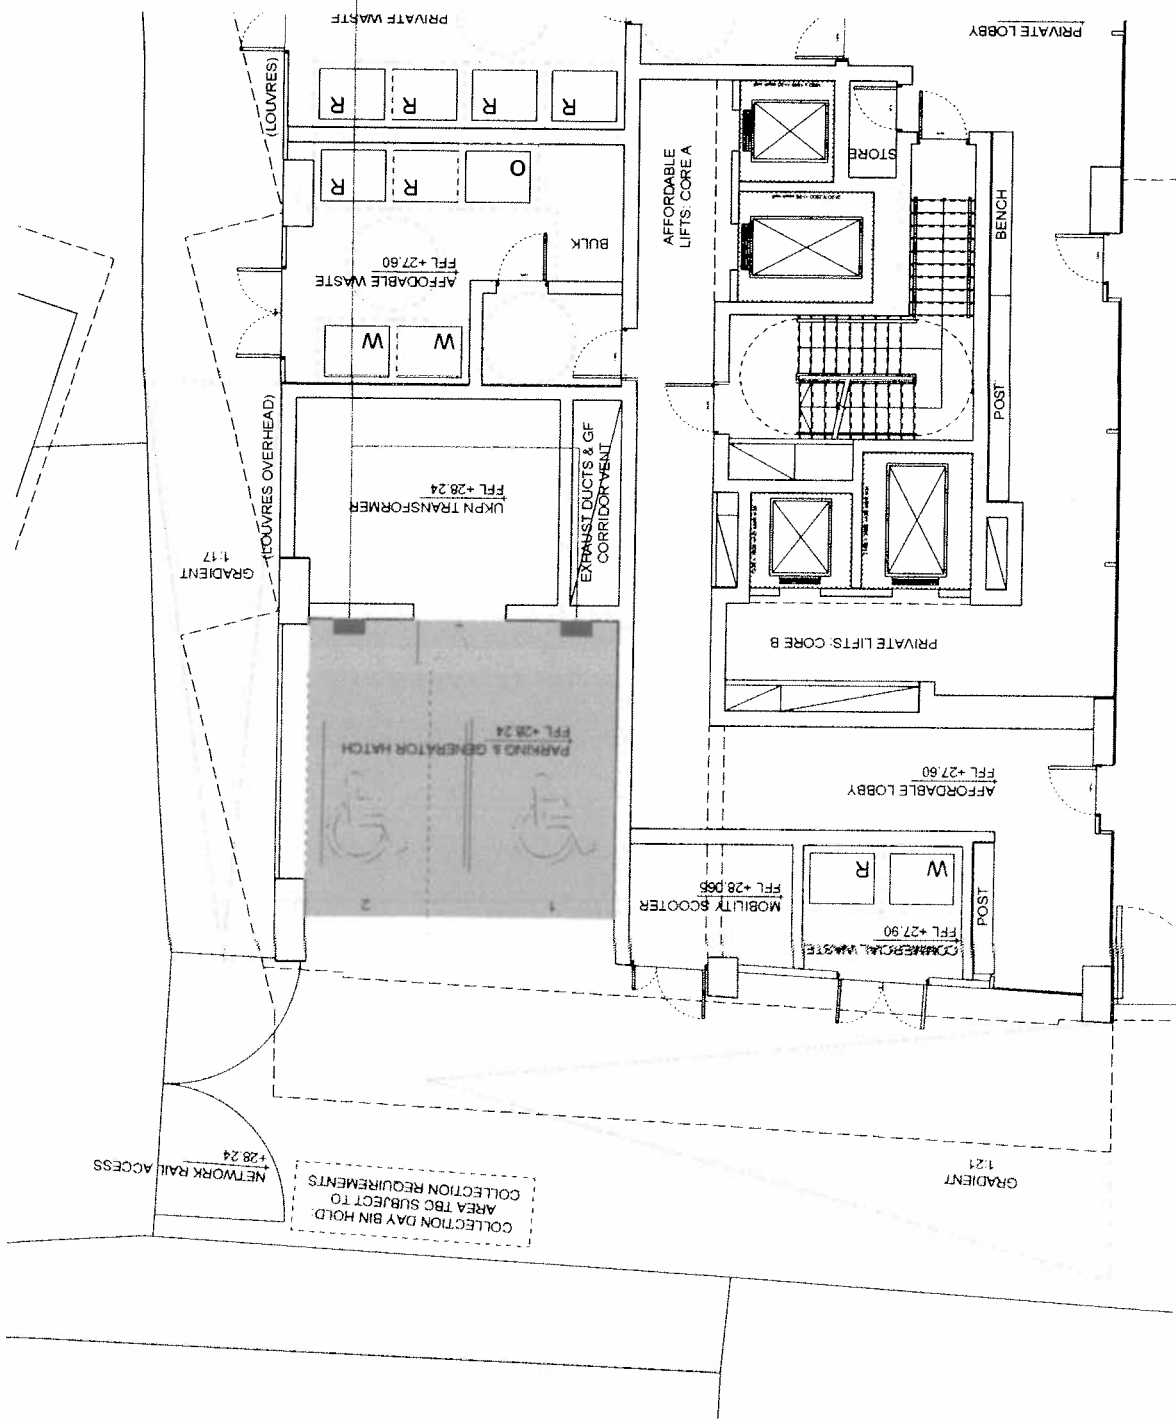 PRIVATE WASTE
PRIVATE LOBBY
(LOUVRES)
R
R
R
R
AFFORDABLE
LIFTS: CORE A
STORE
BENCH
R
R
O
BULK
AFFODABLE WASTE
FFL +27.60
W
W
POST
(LOUVRES OVERHEAD)
UKPN TRANSFORMER
FFL +28.24
EXHAUST DUCTS & GF
CORRIDOR VENT
GRADIENT
1:17
PRIVATE LIFTS: CORE B
PARKING & GENERATOR HATCH
FFL +28.24
AFFORDABLE LOBBY
FFL +27.60
2
1
MOBILITY SCOOTER
FFL +28.065
R
W
COMMERCIAL WASTE
FFL +27.90
POST
NETWORK RAIL ACCESS
+28.24
COLLECTION DAY BIN HOLD:
AREA TBC SUBJECT TO
COLLECTION REQUIREMENTS
GRADIENT
1:21